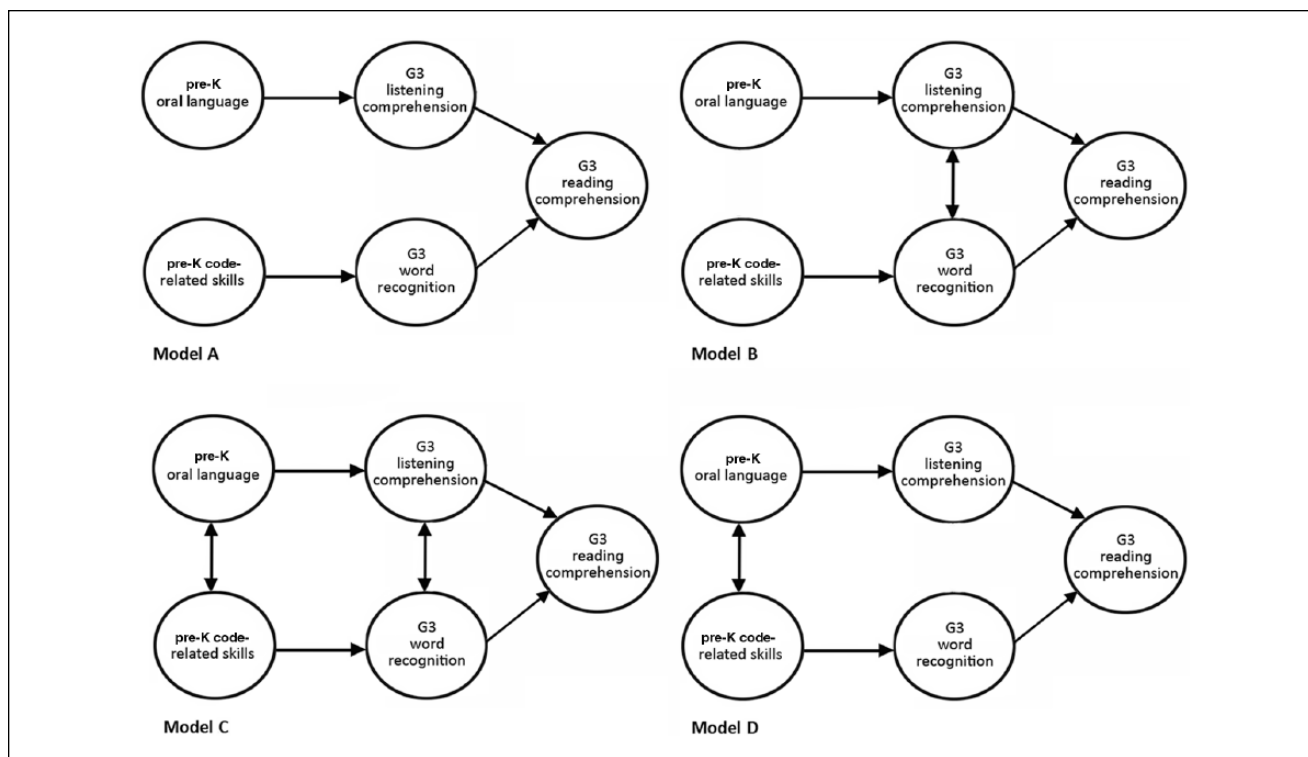 pre-K
oral language
G3
listening
comprehension
G3
reading
comprehension
pre-K code-
related skills
G3
word
recognition
Model A
pre-K
oral language
G3
listening
comprehension
G3
reading
comprehension
pre-K code-
related skills
G3
word
recognition
Model B
pre-K
oral language
G3
listening
comprehension
G3
reading
comprehension
pre-K code-
related skills
G3
word
recognition
Model C
pre-K
oral language
G3
listening
comprehension
G3
reading
comprehension
pre-K code-
related skills
G3
word
recognition
Model D